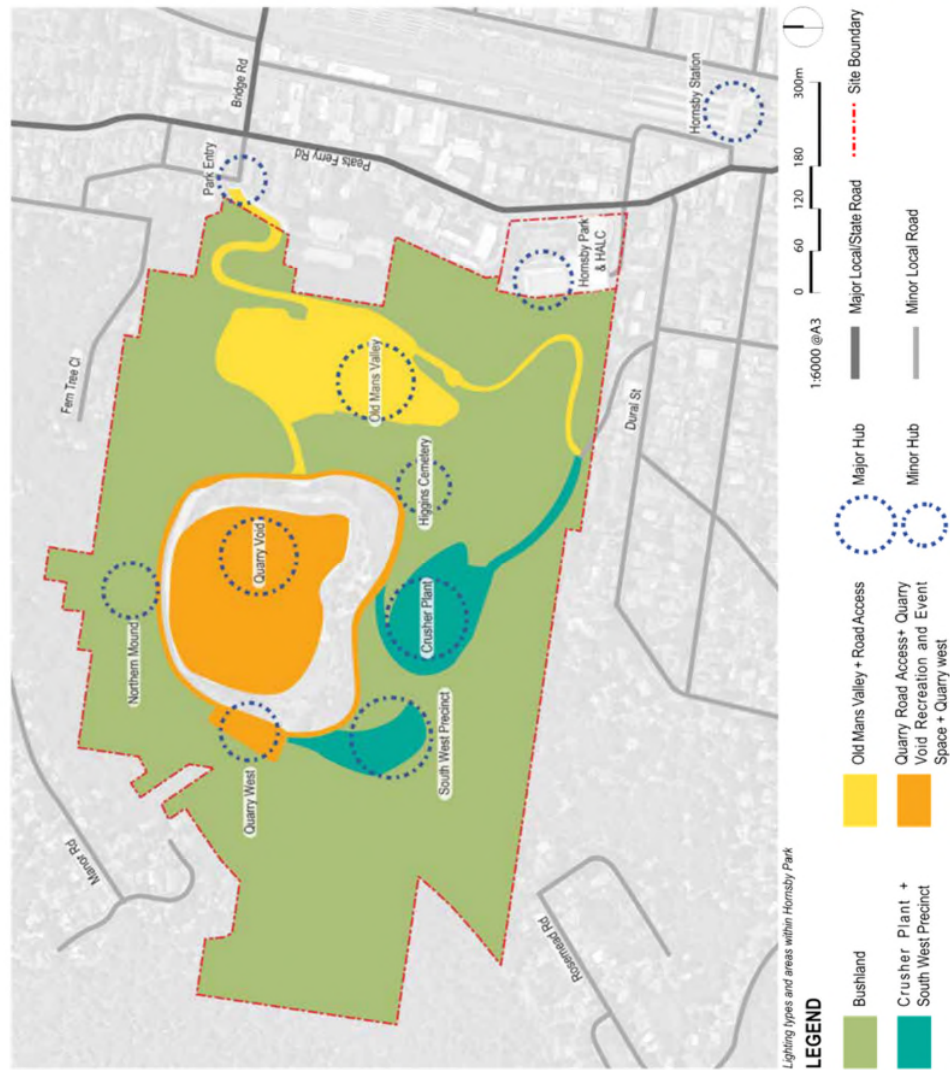 Manor Rd
Fern Tree Cl
Park Entry
Bridge Rd
Peats Ferry Rd
Northern Mound
Quarry West
Quarry Void
Old Mans Valley
Higgins Cemetery
Crusher Plant
South West Precinct
Hornsby Park
& HALC
Hornsby Station
Dural St
Rosemead Rd
Lighting types and areas within Hornsby Park
1:6000 @A3
0
60
120
180
300m
LEGEND
Bushland
Crusher Plant +
South West Precinct
Old Mans Valley + Road Access
Quarry Road Access+ Quarry
Void Recreation and Event
Space + Quarry west
Major Hub
Minor Hub
Major Local/State Road
Minor Local Road
Site Boundary